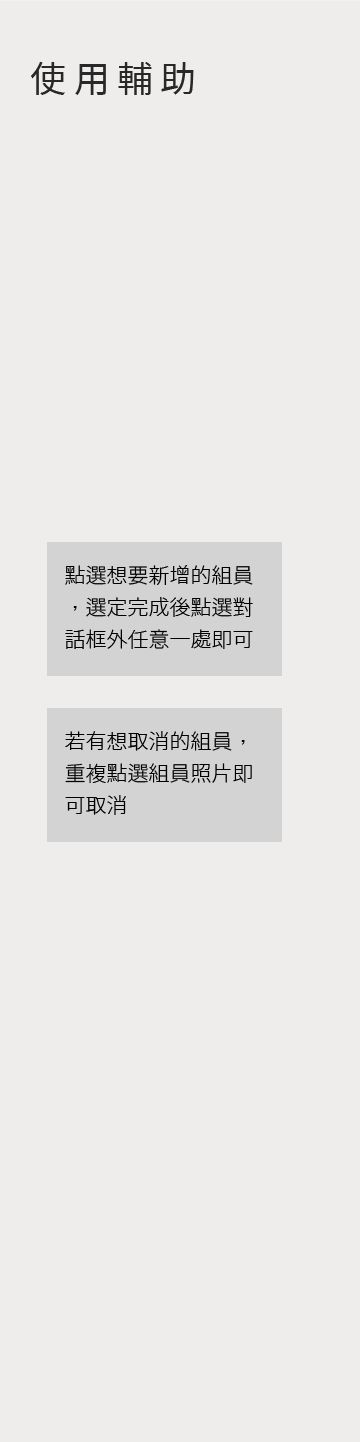 使用輔助
點選想要新增的組員
，選定完成後點選對
話框外任意一處即可
若有想取消的組員，
重複點選組員照片即
可取消